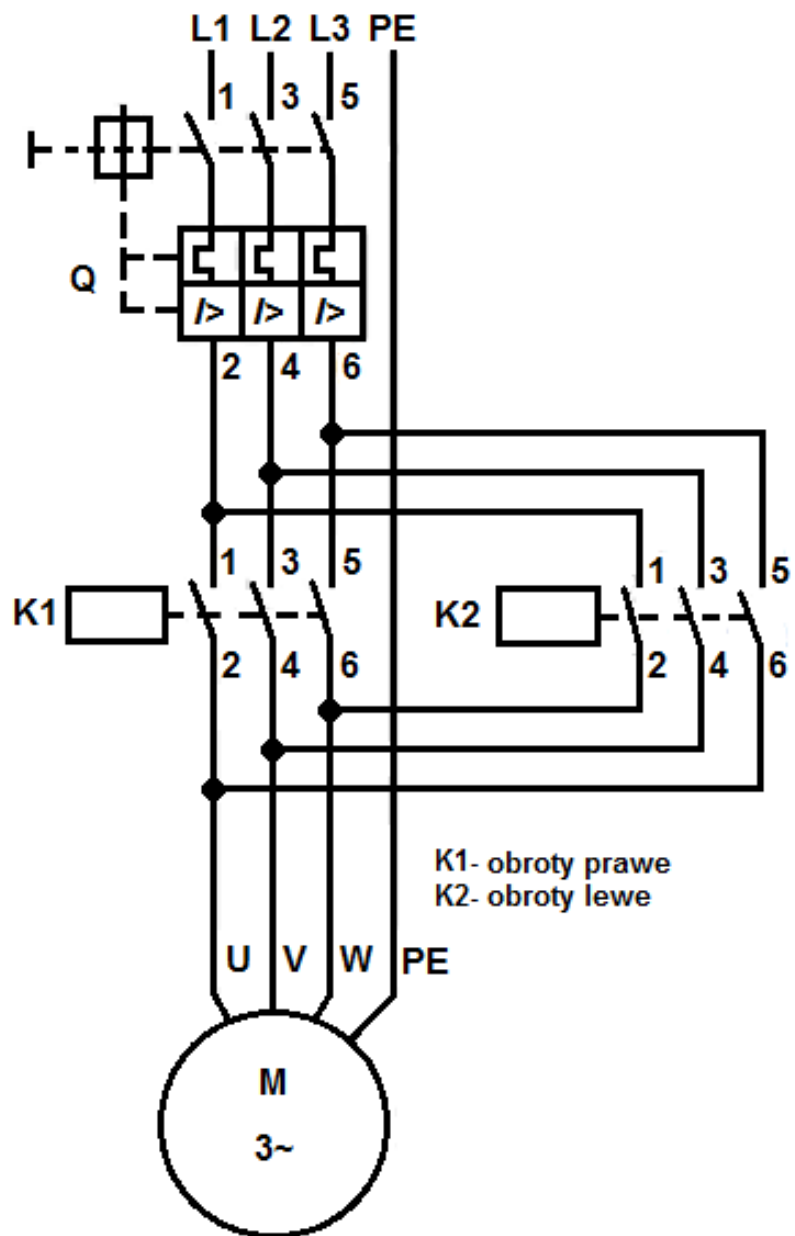 L1 L2 L3 PE
1 3 5
Q
/> /> />
2 4 6
1 3 5
1 3 5
K1
K2
2 4 6
2 4 6
K1- obroty prawe
K2- obroty lewe
U V W PE
M
3~